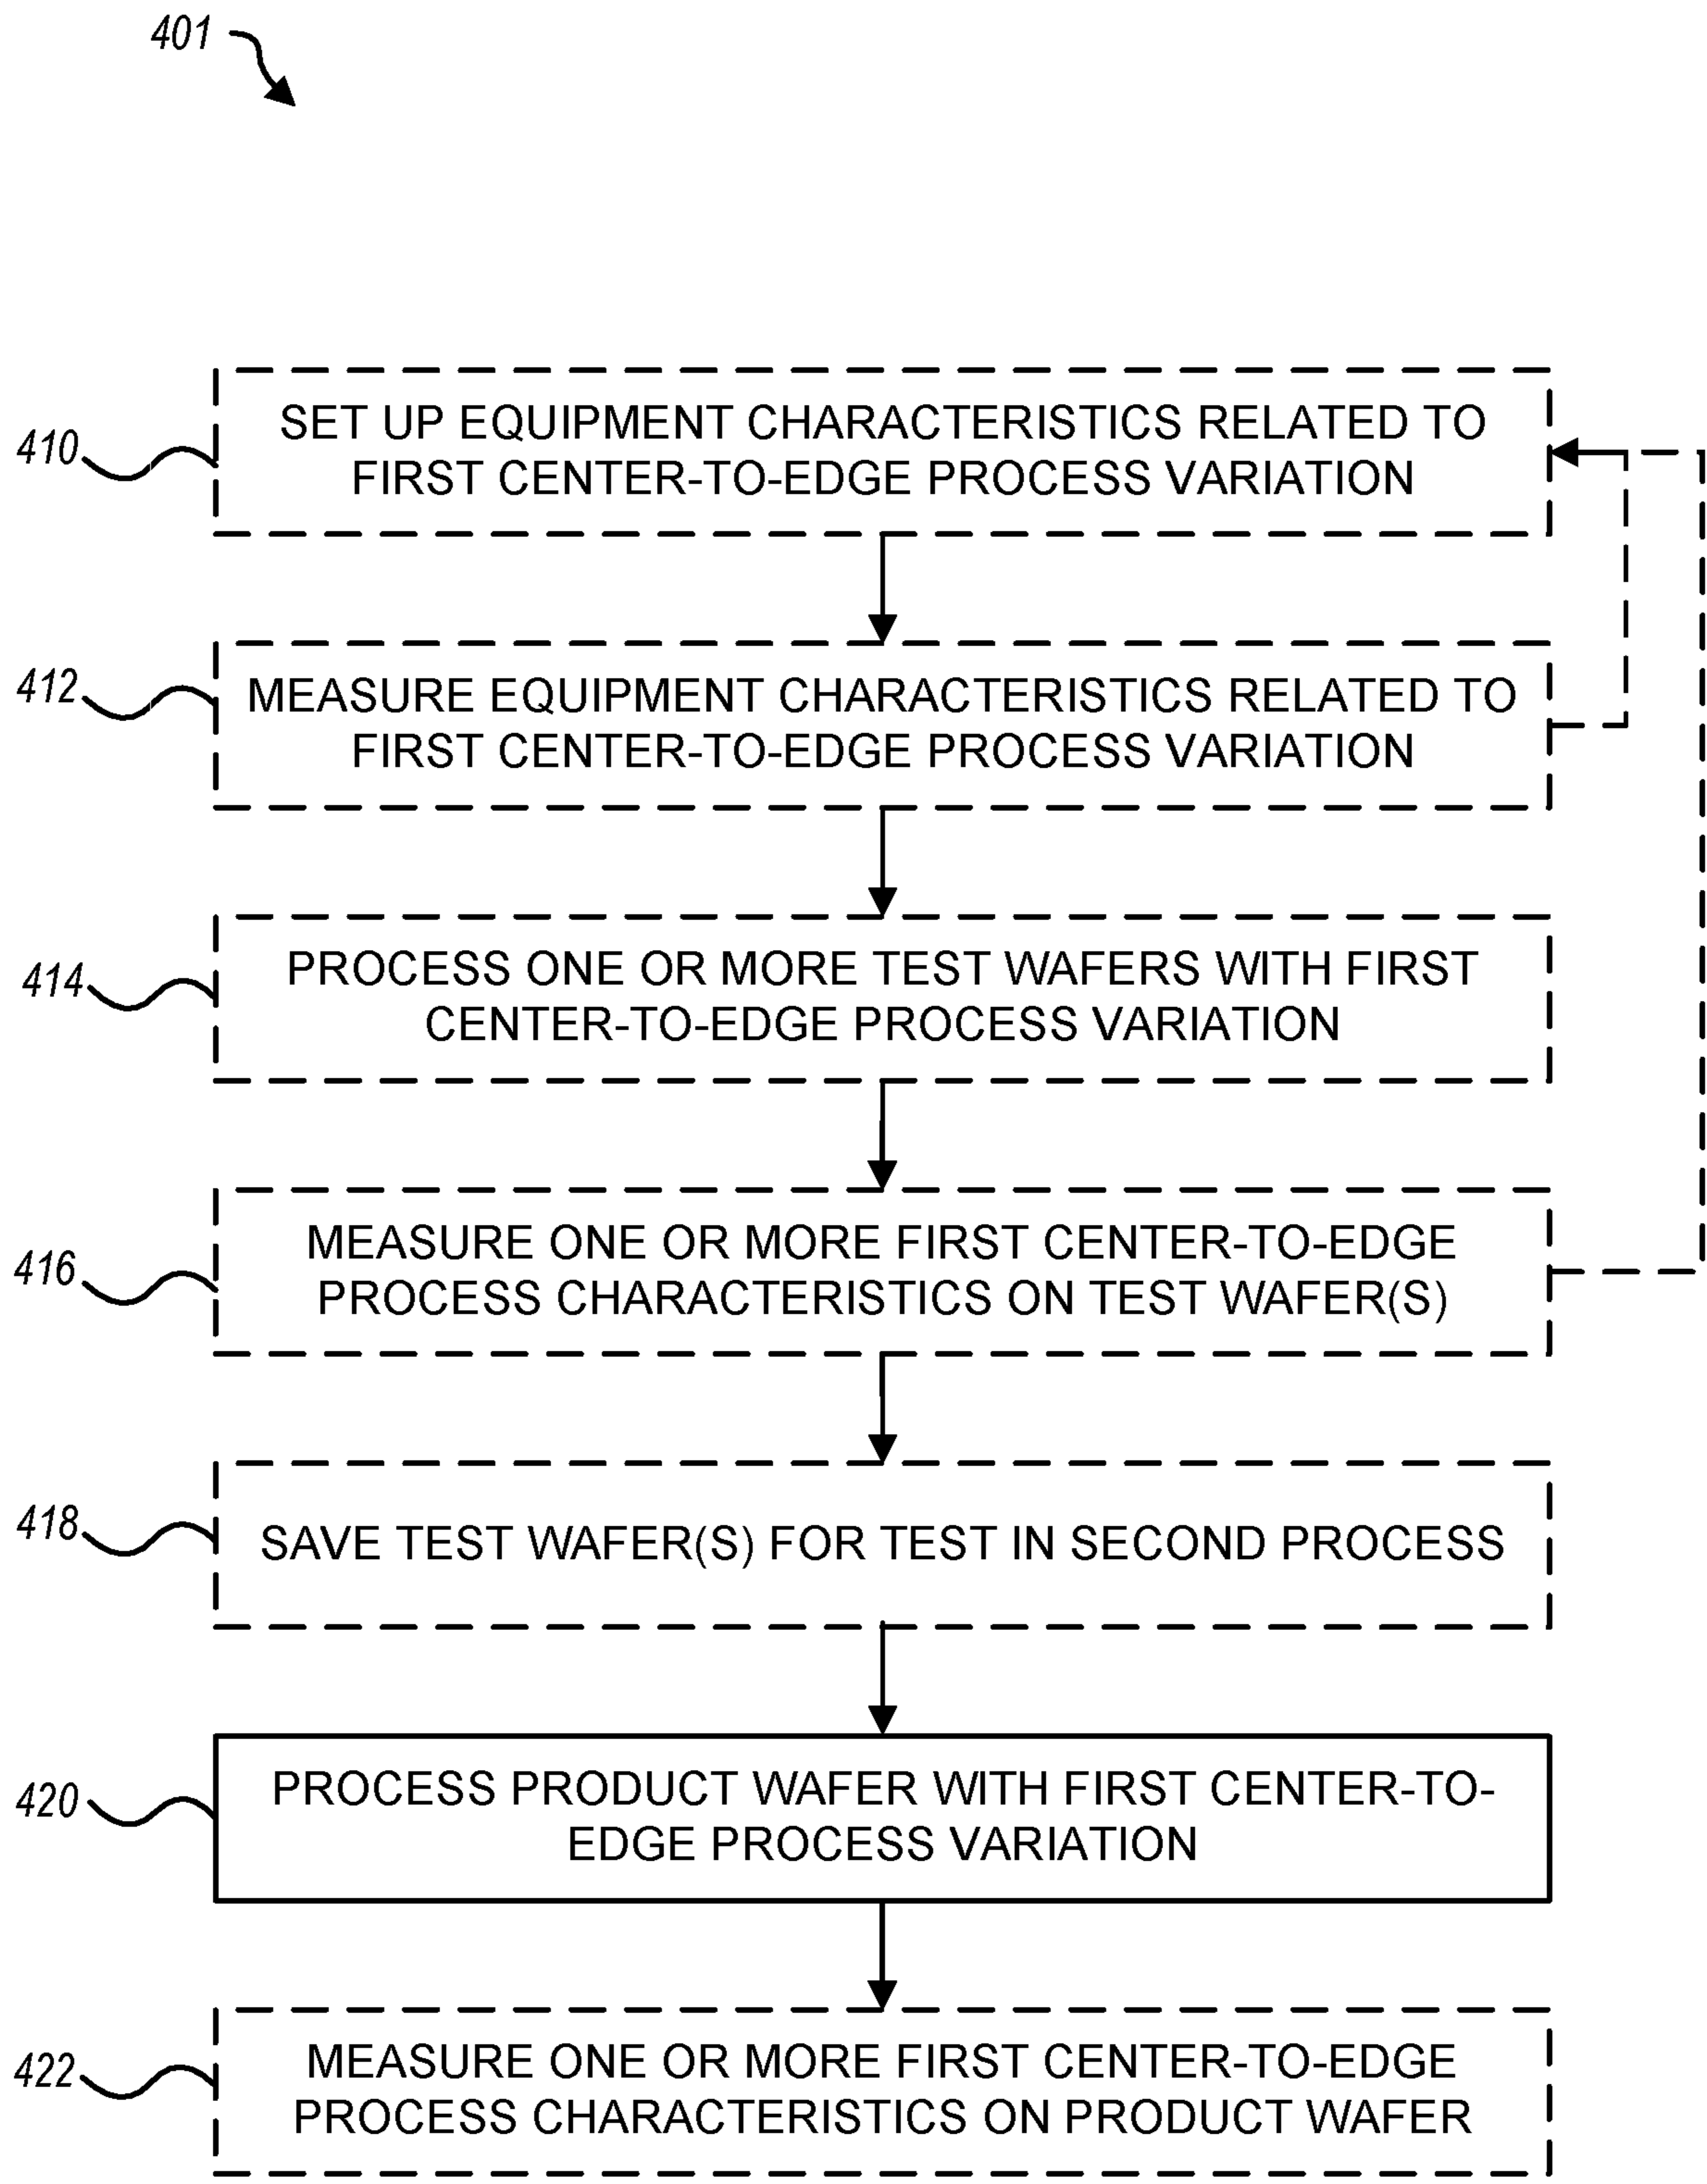 401
410
SET UP EQUIPMENT CHARACTERISTICS RELATED TO
FIRST CENTER-TO-EDGE PROCESS VARIATION
412
MEASURE EQUIPMENT CHARACTERISTICS RELATED TO
FIRST CENTER-TO-EDGE PROCESS VARIATION
414
PROCESS ONE OR MORE TEST WAFERS WITH FIRST
CENTER-TO-EDGE PROCESS VARIATION
416
MEASURE ONE OR MORE FIRST CENTER-TO-EDGE
PROCESS CHARACTERISTICS ON TEST WAFER(S)
418
SAVE TEST WAFER(S) FOR TEST IN SECOND PROCESS
420
PROCESS PRODUCT WAFER WITH FIRST CENTER-TO-
EDGE PROCESS VARIATION
422
MEASURE ONE OR MORE FIRST CENTER-TO-EDGE
PROCESS CHARACTERISTICS ON PRODUCT WAFER